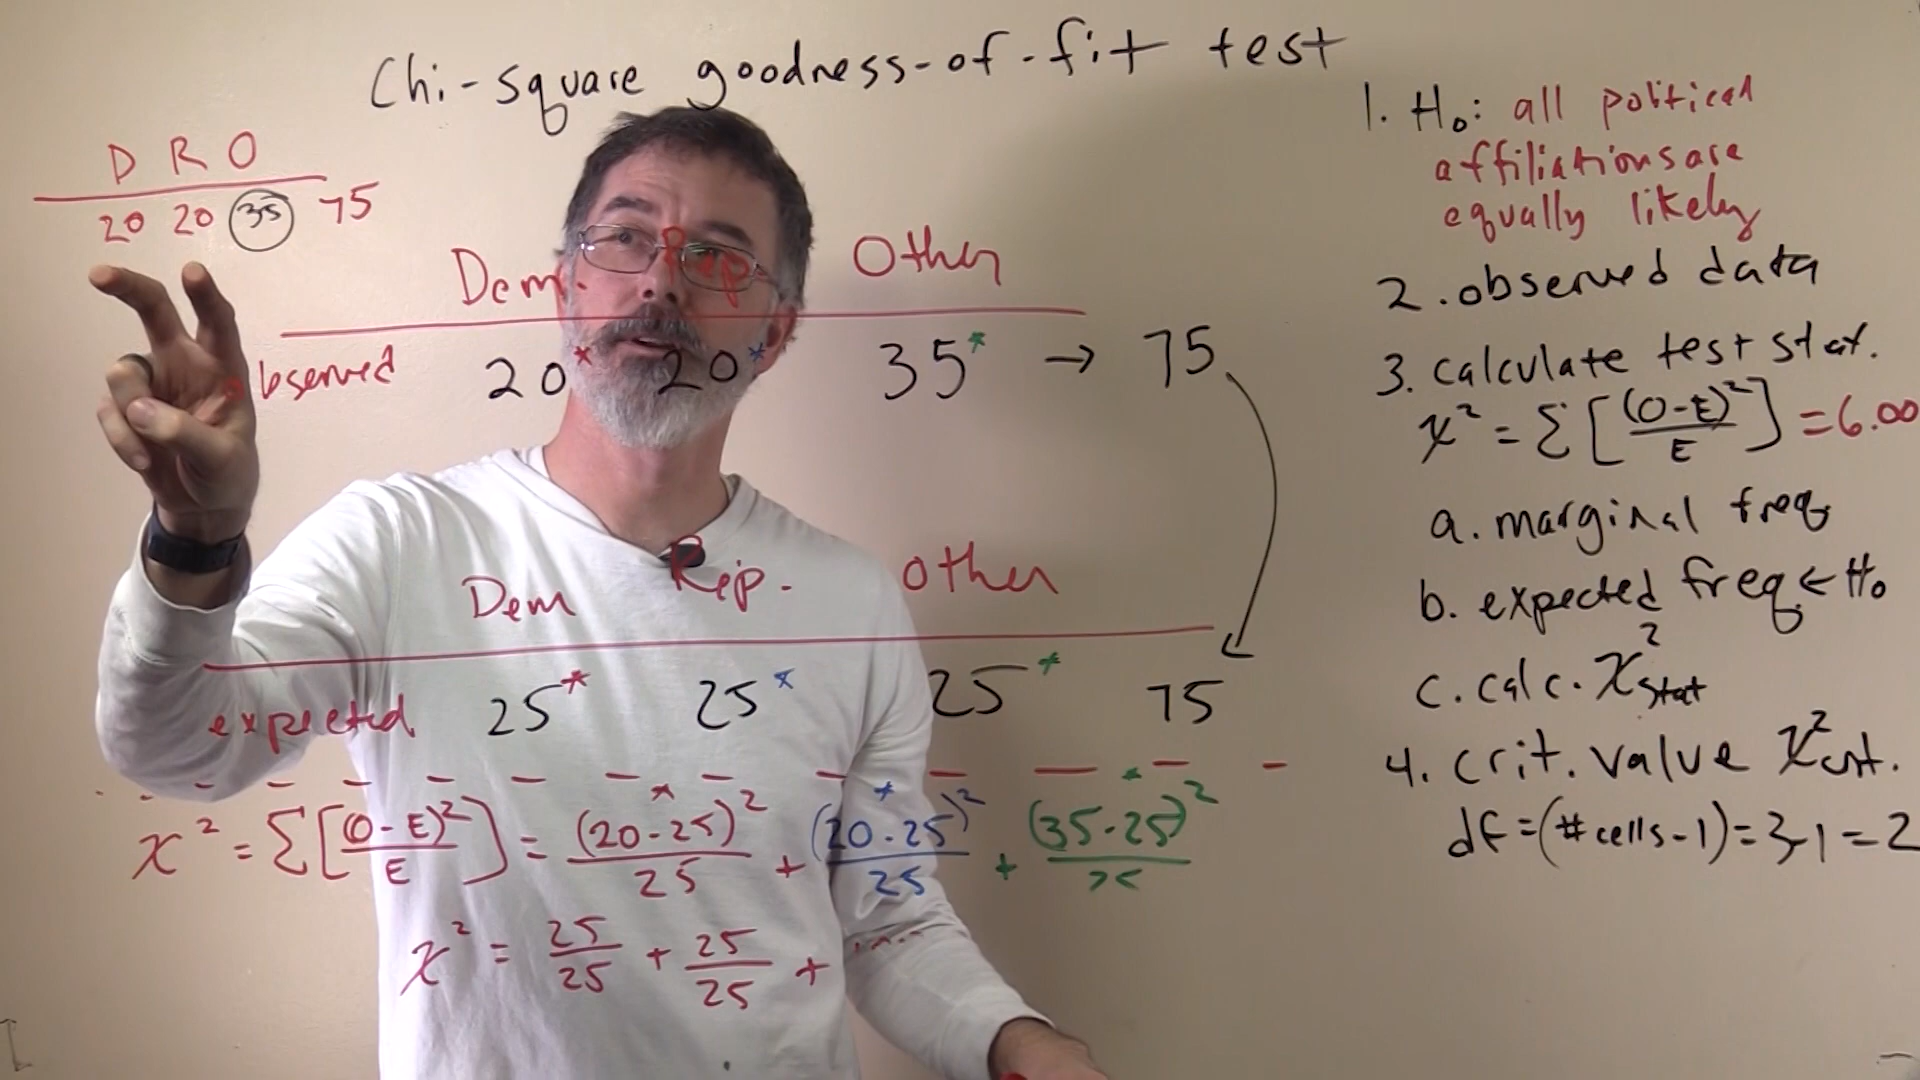 Chi-square goodness-of-fit test
D R O
20 20 35 75
Dem. Rep Other
observed 20* 20* 35* → 75
Dem Rip. other
expected 25* 25* 25* 75
χ² = Σ[(O-E)²/E] = (20-25)²/25 + (20-25)²/25 + (35-25)²/25
χ² = 25/25 + 25/25 + ....
1. H₀: all political
affiliations are
equally likely
2. observed data
3. calculate test stat.
χ² = Σ[(O-E)²/E] = 6.00
a. marginal freq
b. expected freq ← H₀
c. calc. χ²stat
4. crit. value χ²crit.
df = (# cells - 1) = 3-1 = 2